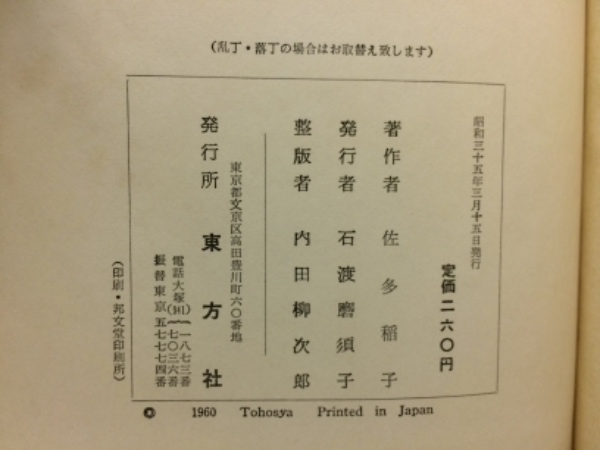 (乱丁・落丁の場合はお取替え致します)
昭和三十五年三月十五日発行
定価二六〇円
著作者 佐多稲子
発行者 石渡磨須子
整版者 内田柳次郎
東京都文京区高田豊川町六〇番地
発行所 東方社
電話大塚(941){一八七三番
七〇三六番
振替東京五七七七四番
(印刷・邦文堂印刷所)
© 1960 Tohosya Printed in Japan